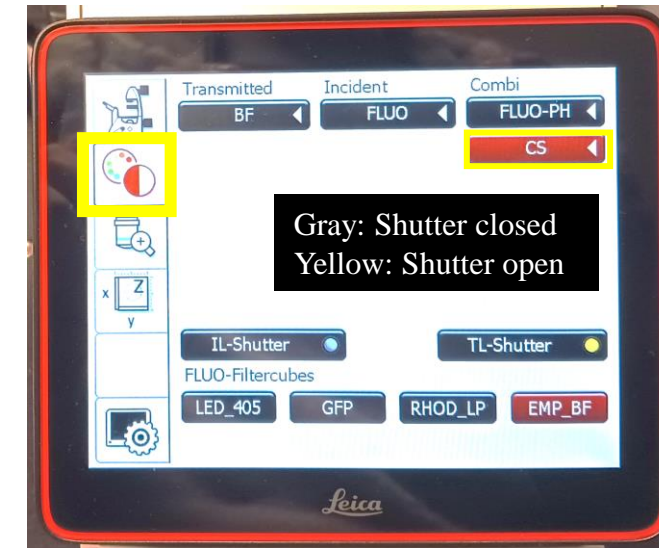 Transmitted Incident Combi
BF FLUO FLUO-PH
CS
Gray: Shutter closed
Yellow: Shutter open
x Z
y
IL-Shutter TL-Shutter
FLUO-Filtercubes
LED_405 GFP RHOD_LP EMP_BF
Leica